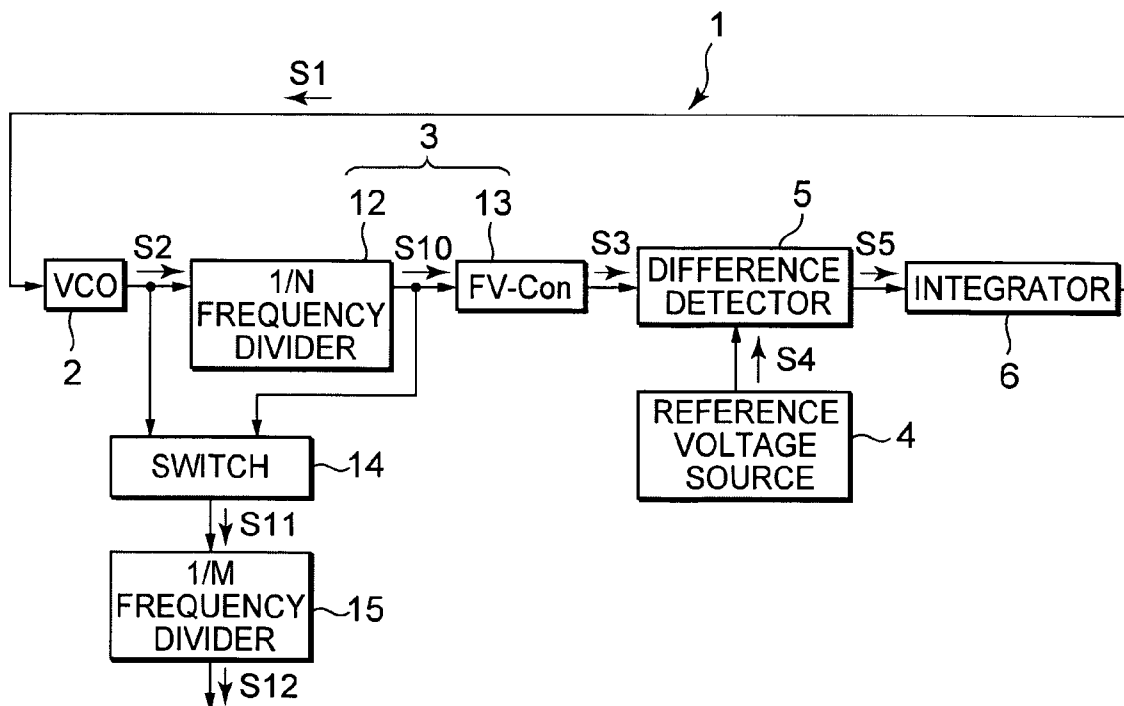 1
S1
3
12
13
5
S2
S10
S3
S5
VCO
1/N
FREQUENCY
DIVIDER
FV-Con
DIFFERENCE
DETECTOR
INTEGRATOR
2
6
S4
REFERENCE
VOLTAGE
SOURCE
4
SWITCH
14
S11
1/M
FREQUENCY
DIVIDER
15
S12